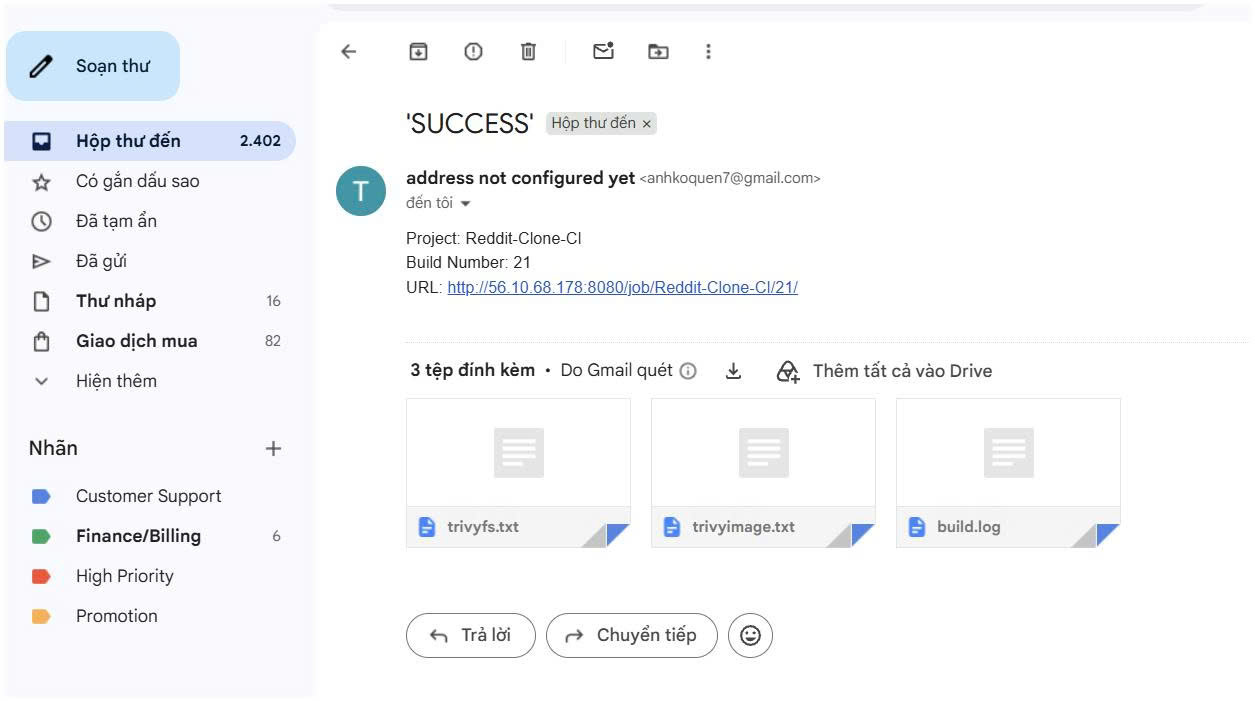 Soạn thư
Hộp thư đến 2.402
Có gắn dấu sao
Đã tạm ẩn
Đã gửi
Thư nháp 16
Giao dịch mua 82
Hiện thêm
Nhãn
Customer Support
Finance/Billing 6
High Priority
Promotion
'SUCCESS' Hộp thư đến ×
T
address not configured yet <anhkoquen7@gmail.com>
đến tôi
Project: Reddit-Clone-CI
Build Number: 21
URL: http://56.10.68.178:8080/job/Reddit-Clone-CI/21/
3 tệp đính kèm • Do Gmail quét
Thêm tất cả vào Drive
trivyfs.txt
trivyimage.txt
build.log
Trả lời
Chuyển tiếp